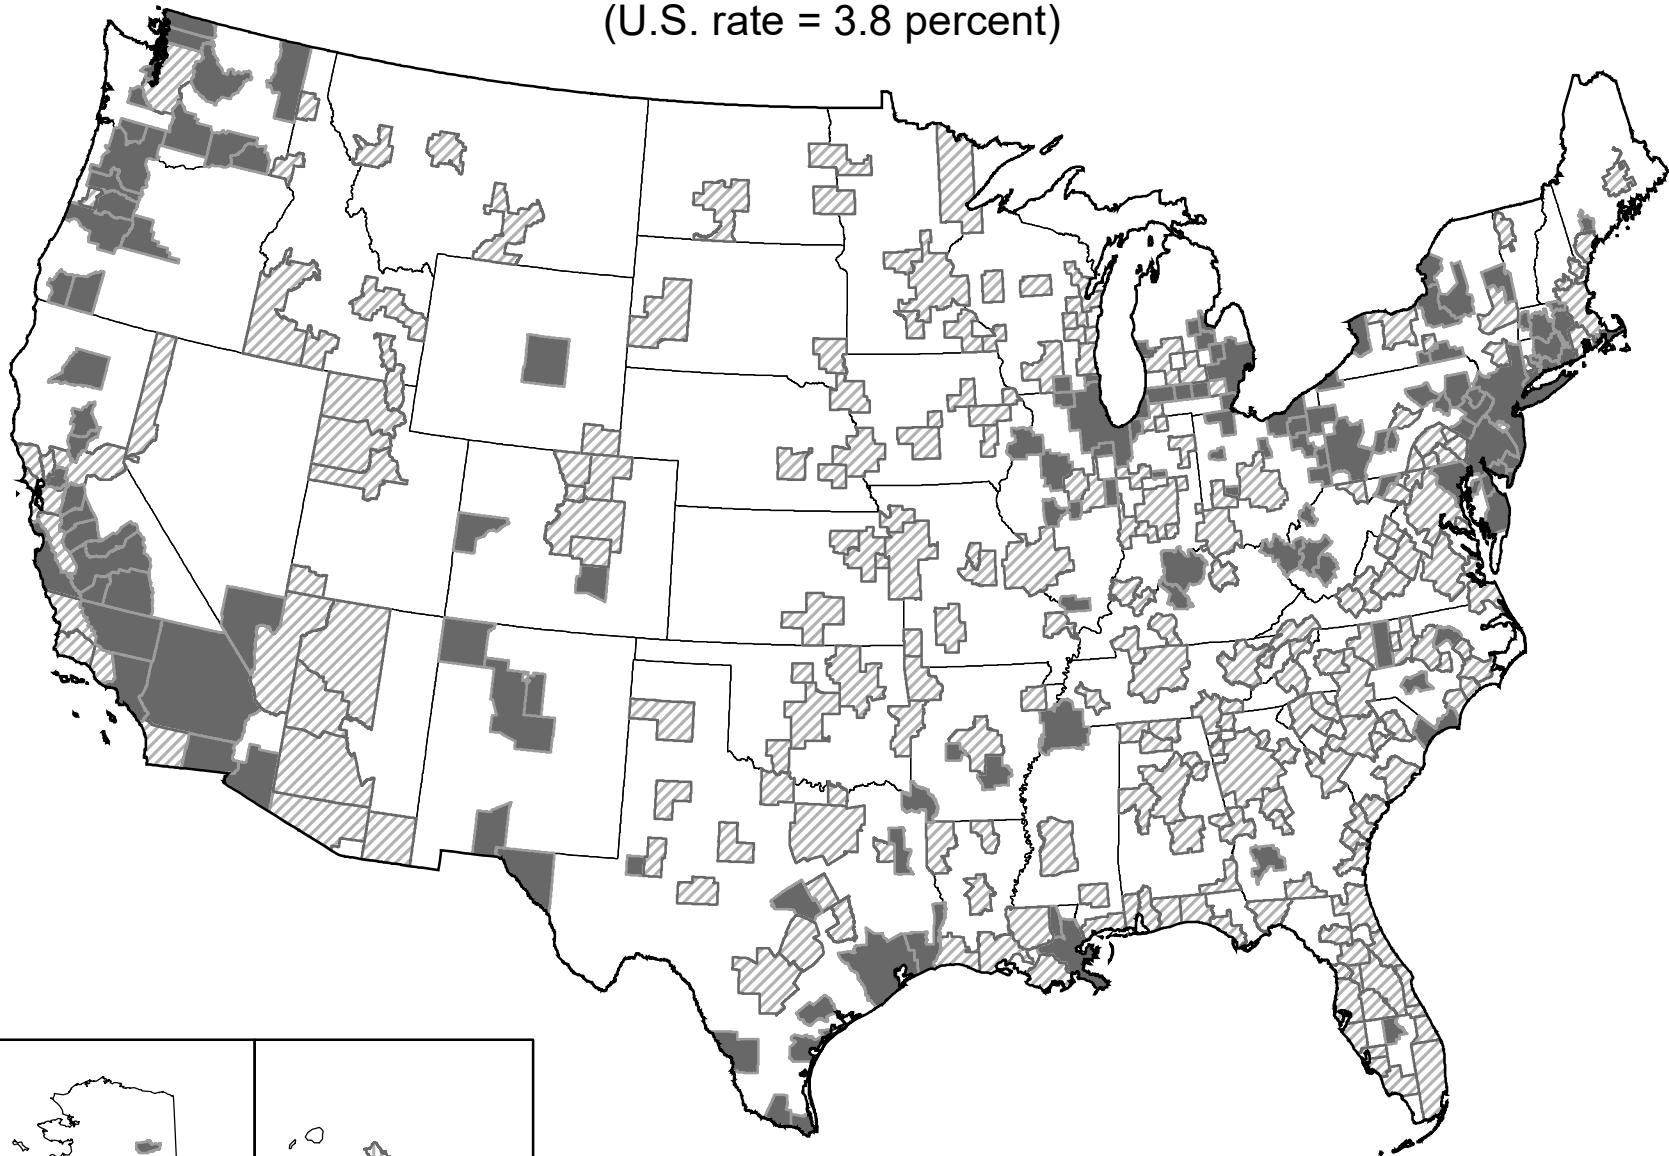 (U.S. rate = 3.8 percent)